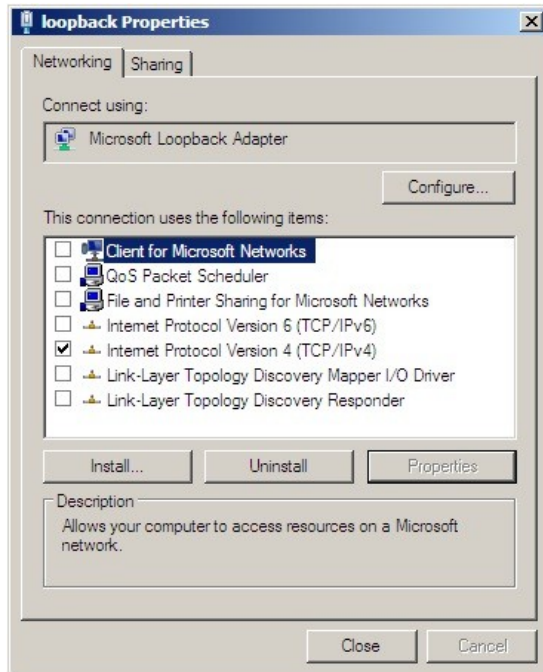 loopback Properties
Networking
Sharing
Connect using:
Microsoft Loopback Adapter
Configure...
This connection uses the following items:
Client for Microsoft Networks
QoS Packet Scheduler
File and Printer Sharing for Microsoft Networks
Internet Protocol Version 6 (TCP/IPv6)
Internet Protocol Version 4 (TCP/IPv4)
Link-Layer Topology Discovery Mapper I/O Driver
Link-Layer Topology Discovery Responder
Install... Uninstall Properties
Description
Allows your computer to access resources on a Microsoft
network.
Close Cancel